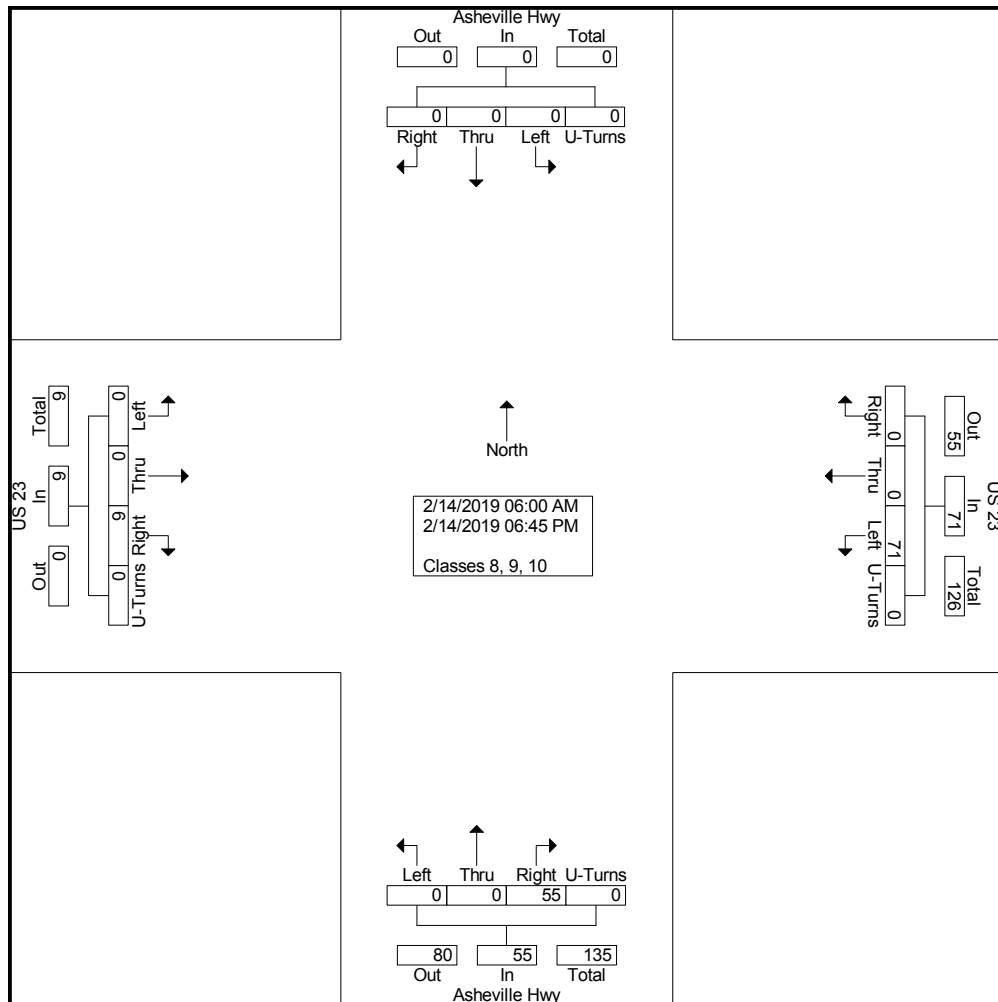 Asheville Hwy
Out In Total
0 0 0
0 0 0 0
Right Thru Left U-Turns
US 23
Total In Out
9 9 0
0 0 9 0
Left Thru Right U-Turns
North
2/14/2019 06:00 AM
2/14/2019 06:45 PM
Classes 8, 9, 10
US 23
Out In Total
55 71 126
0 0 71 0
Right Thru Left U-Turns
Left Thru Right U-Turns
0 0 55 0
80 55 135
Out In Total
Asheville Hwy